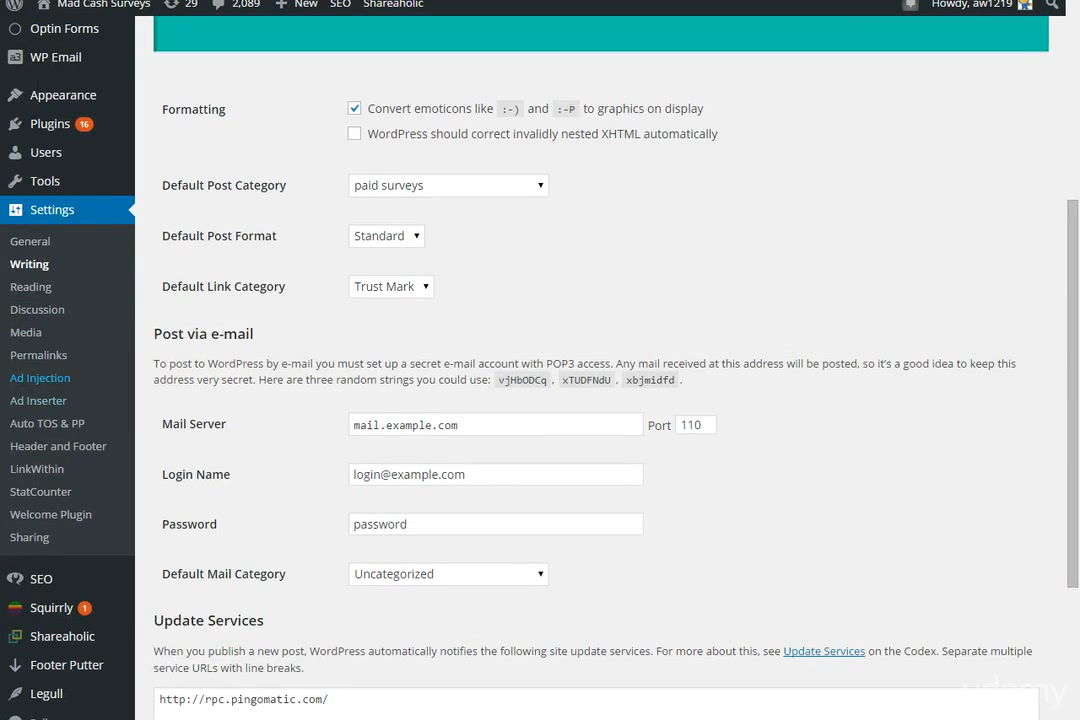 Mad Cash Surveys 29 2,089 New SEO Shareaholic Howdy, aw1219
Optin Forms
WP Email
Appearance
Plugins 16
Users
Tools
Settings
General
Writing
Reading
Discussion
Media
Permalinks
Ad Injection
Ad Inserter
Auto TOS & PP
Header and Footer
LinkWithin
StatCounter
Welcome Pungin
Sharing
SEO
Squirrly 1
Shareaholic
Footer Putter
Legull
Formatting
Convert emoticons like :-) and :-P to graphics on display
WordPress should correct invalidly nested XHTML automatically
Default Post Category paid surveys
Default Post Format Standard
Default Link Category Trust Mark
Post via e-mail
To post to WordPress by e-mail you must set up a secret e-mail account with POP3 access. Any mail received at this address will be posted, so it's a good idea to keep this
address very secret. Here are three random strings you could use: vjHbODCq, xTUDFNdU, xbjmidfd.
Mail Server mail.example.com Port 110
Login Name login@example.com
Password password
Default Mail Category Uncategorized
Update Services
When you publish a new post, WordPress automatically notifies the following site update services. For more about this, see Update Services on the Codex. Separate multiple
service URLs with line breaks.
http://rpc.pingomatic.com/
udemy